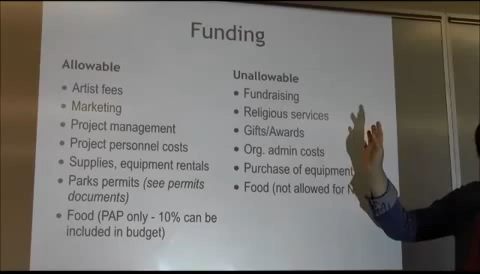 Funding
Allowable
• Artist fees
• Marketing
• Project management
• Project personnel costs
• Supplies, equipment rentals
• Parks permits (see permits
documents)
• Food (PAP only - 10% can be
included in budget)
Unallowable
• Fundraising
• Religious services
• Gifts/Awards
• Org. admin costs
• Purchase of equipment
• Food (not allowed for